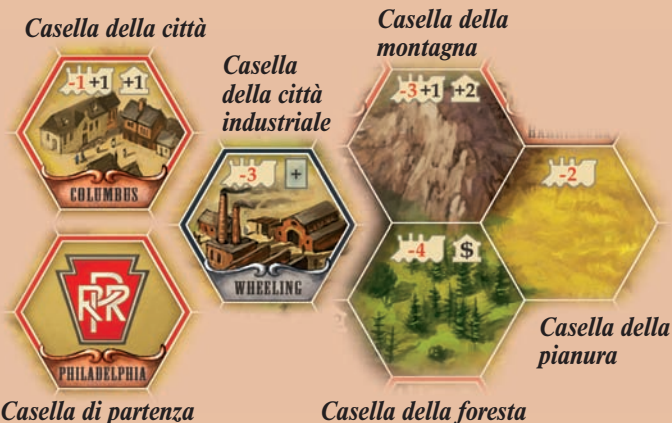 Casella della città
-1 +1 +1
COLUMBUS
Casella
della città
industriale
-3 +
WHEELING
Casella della
montagna
-3 +1 +2
-2
-4 $
PRR
PHILADELPHIA
Casella di partenza
Casella della foresta
Casella della
pianura